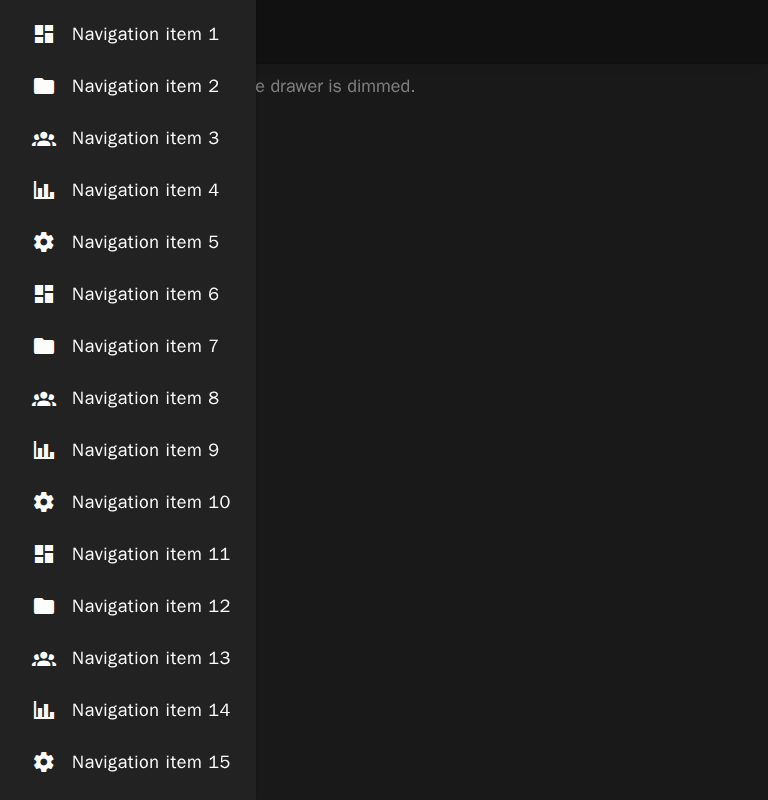 Navigation item 1
Navigation item 2
e drawer is dimmed.
Navigation item 3
Navigation item 4
Navigation item 5
Navigation item 6
Navigation item 7
Navigation item 8
Navigation item 9
Navigation item 10
Navigation item 11
Navigation item 12
Navigation item 13
Navigation item 14
Navigation item 15